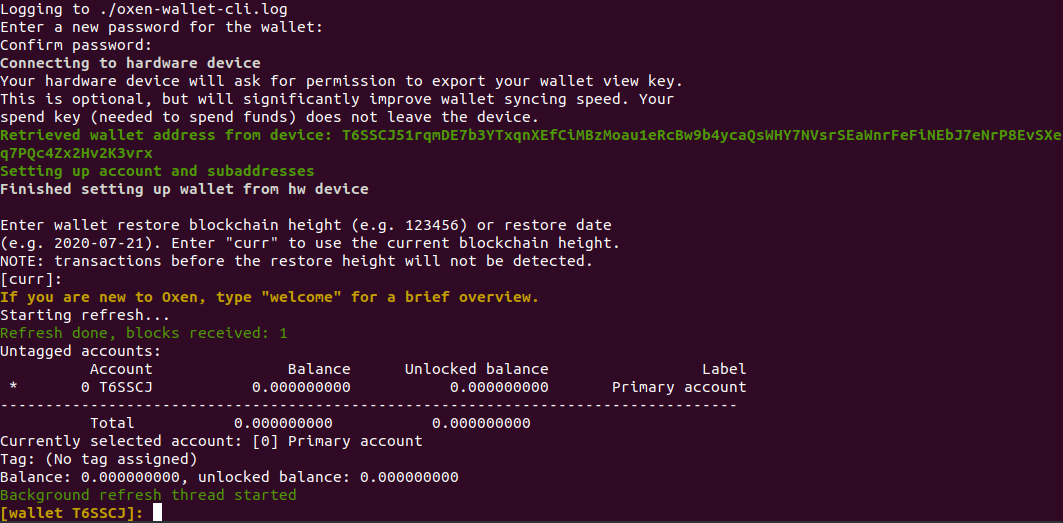 Logging to ./oxen-wallet-cli.log
Enter a new password for the wallet:
Confirm password:
Connecting to hardware device
Your hardware device will ask for permission to export your wallet view key.
This is optional, but will significantly improve wallet syncing speed. Your
spend key (needed to spend funds) does not leave the device.
Retrieved wallet address from device: T6SSCJ51rqmDE7b3YTxqnXEfCiMBzMoau1eRcBw9b4ycaQsWHY7NVsrSEaWnrFeFiNEbJ7eNrP8EvSXe
q7PQc4Zx2Hv2K3vrx
Setting up account and subaddresses
Finished setting up wallet from hw device
Enter wallet restore blockchain height (e.g. 123456) or restore date
(e.g. 2020-07-21). Enter "curr" to use the current blockchain height.
NOTE: transactions before the restore height will not be detected.
[curr]:
If you are new to Oxen, type "welcome" for a brief overview.
Starting refresh...
Refresh done, blocks received: 1
Untagged accounts:
Account Balance Unlocked balance Label
* 0 T6SSCJ 0.000000000 0.000000000 Primary account
----------------------------------------------------------------------------------
Total 0.000000000 0.000000000
Currently selected account: [0] Primary account
Tag: (No tag assigned)
Balance: 0.000000000, unlocked balance: 0.000000000
Background refresh thread started
[wallet T6SSCJ]: